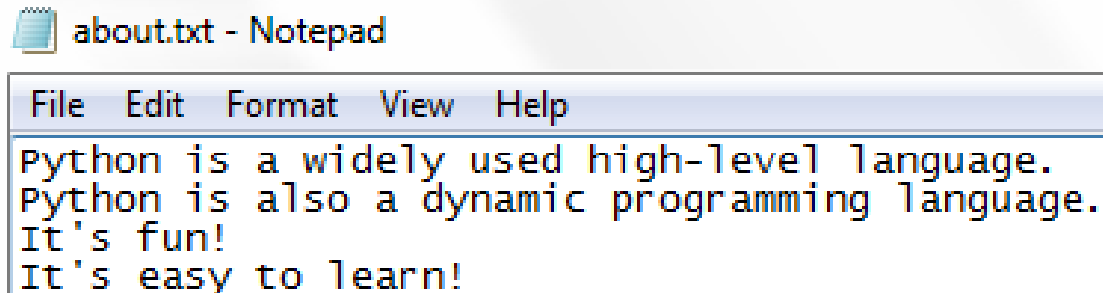 about.txt - Notepad
File Edit Format View Help
Python is a widely used high-level language.
Python is also a dynamic programming language.
It's fun!
It's easy to learn!